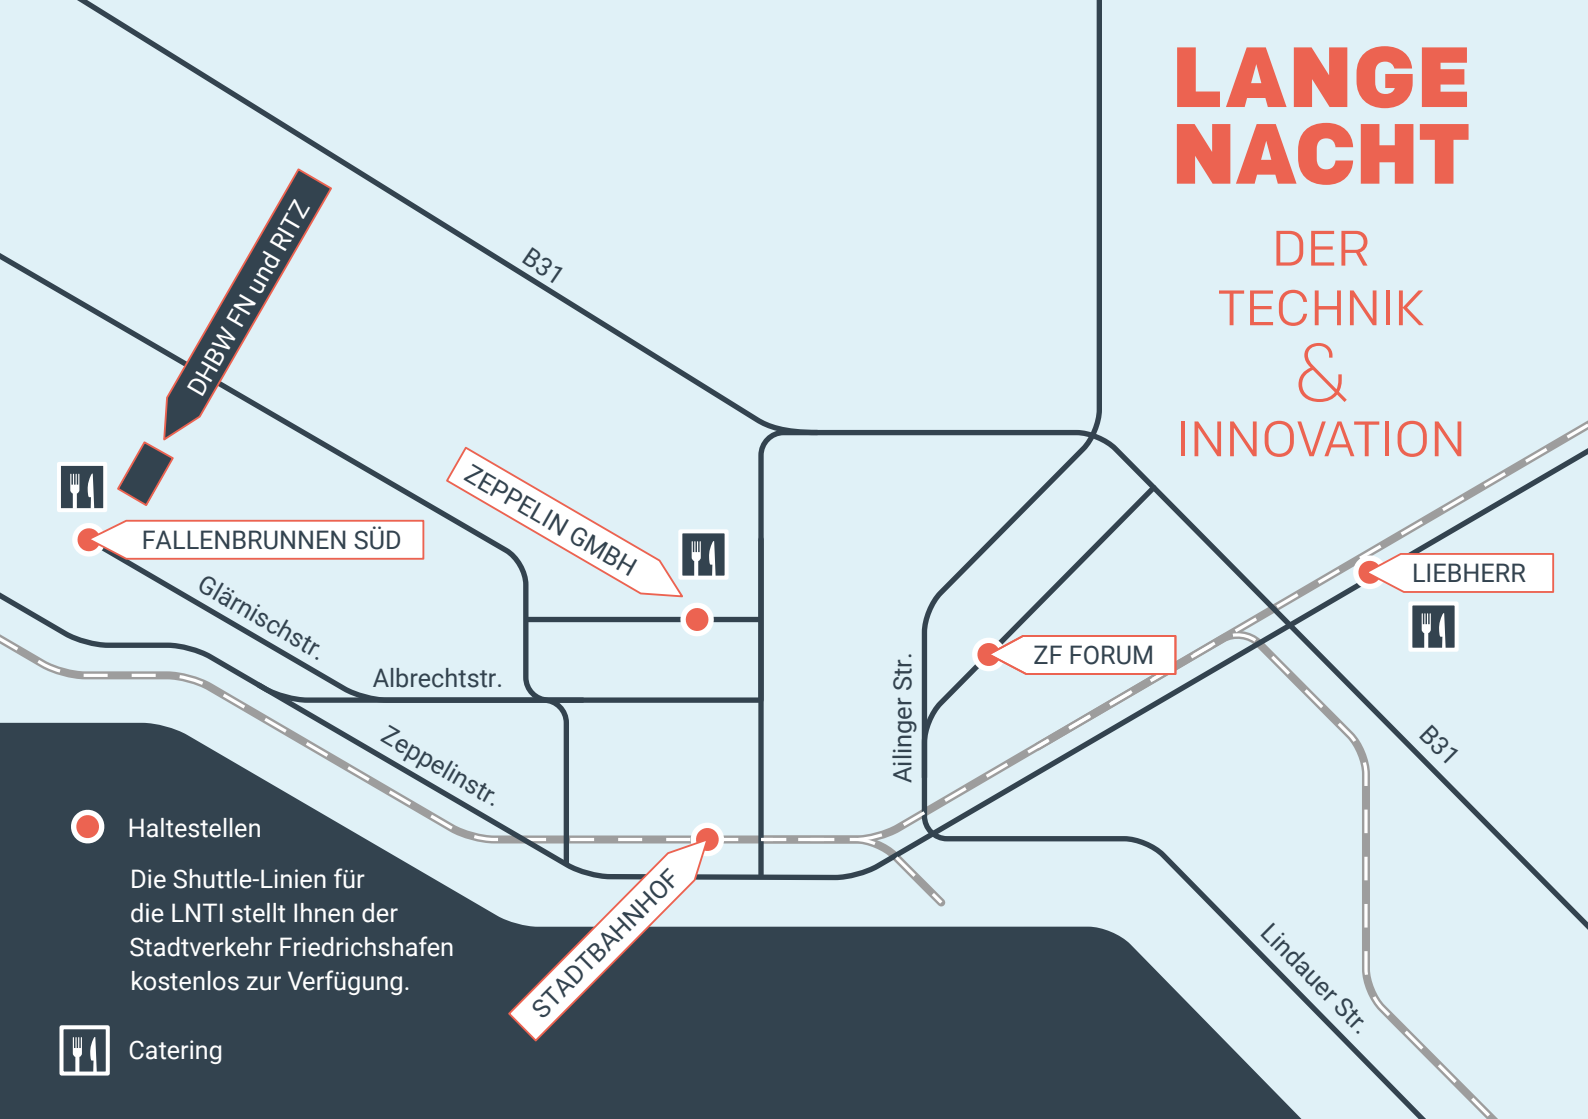 LANGE
NACHT
DER
TECHNIK
&
INNOVATION
B31
DHBW FN und RITZ
ZEPPELIN GMBH
FALLENBRUNNEN SÜD
LIEBHERR
Glärnischstr.
ZF FORUM
Albrechtstr.
Ailinger Str.
Zeppelinstr.
B31
STADTBAHNHOF
Lindauer Str.
Haltestellen
Die Shuttle-Linien für
die LNTI stellt Ihnen der
Stadtverkehr Friedrichshafen
kostenlos zur Verfügung.
Catering